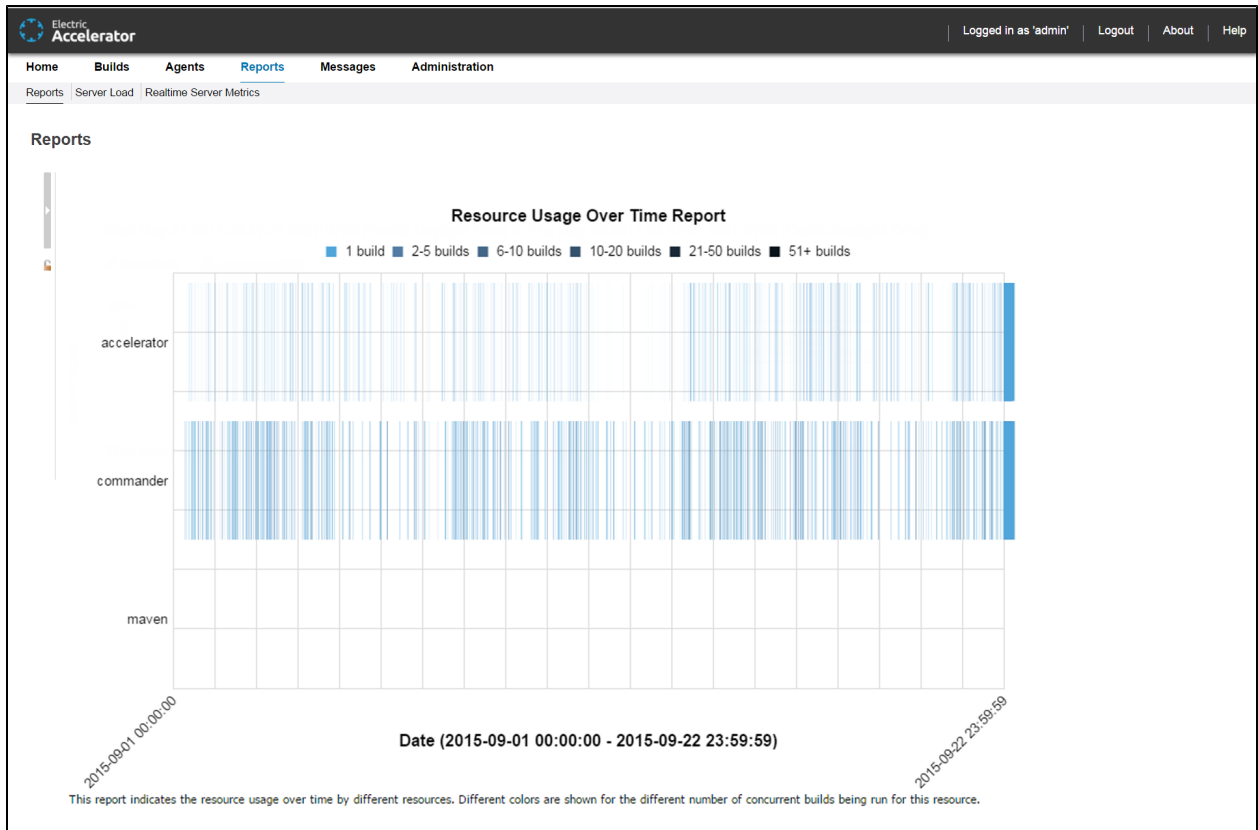 Electric
Accelerator
Logged in as 'admin' Logout About Help
Home Builds Agents Reports Messages Administration
Reports Server Load Realtime Server Metrics
Reports
Resource Usage Over Time Report
1 build 2-5 builds 6-10 builds 10-20 builds 21-50 builds 51+ builds
accelerator
commander
maven
2015-09-01 00:00:00
2015-09-22 23:59:59
Date (2015-09-01 00:00:00 - 2015-09-22 23:59:59)
This report indicates the resource usage over time by different resources. Different colors are shown for the different number of concurrent builds being run for this resource.